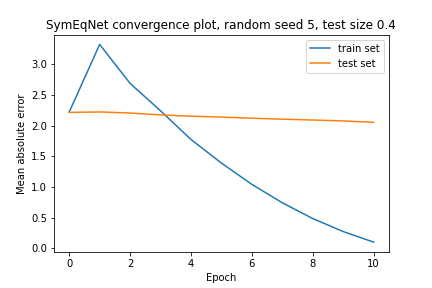 SymEqNet convergence plot, random seed 5, test size 0.4
train set
test set
Mean absolute error
3.0
2.5
2.0
1.5
1.0
0.5
0.0
0 2 4 6 8 10
Epoch